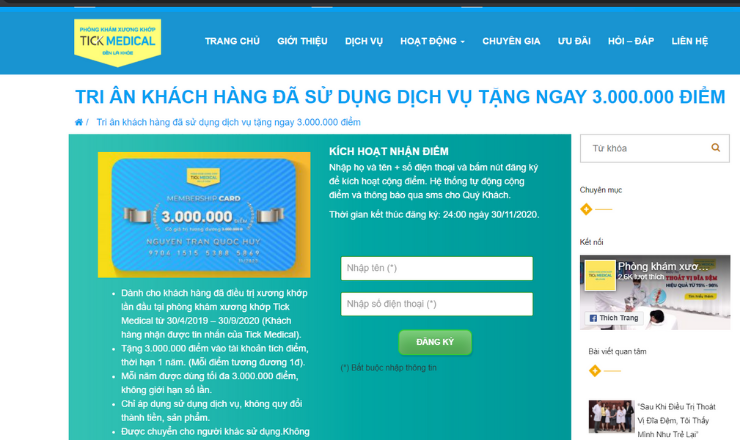 PHÒNG KHÁM XƯƠNG KHỚP
TICK MEDICAL
ĐẾN LÀ KHỎE
TRANG CHỦ GIỚI THIỆU DỊCH VỤ HOẠT ĐỘNG CHUYÊN GIA ƯU ĐÃI HỎI – ĐÁP LIÊN HỆ
TRI ÂN KHÁCH HÀNG ĐÃ SỬ DỤNG DỊCH VỤ TẶNG NGAY 3.000.000 ĐIỂM
/ Tri ân khách hàng đã sử dụng dịch vụ tặng ngay 3.000.000 điểm
TICK MEDICAL
MEMBERSHIP CARD
3.000.000 ĐIỂM
NGUYEN TRAN QUOC HUY
9704 1515 5388 5849
Dành cho khách hàng đã điều trị xương khớp
lần đầu tại phòng khám xương khớp Tick
Medical từ 30/4/2019 – 30/9/2020 (Khách
hàng nhận được tin nhắn của Tick Medical).
Tặng 3.000.000 điểm vào tài khoản tích điểm,
thời hạn 1 năm. (Mỗi điểm tương đương 1đ).
Mỗi năm được dùng tối đa 3.000.000 điểm,
không giới hạn số lần.
Chỉ áp dụng sử dụng dịch vụ, không quy đổi
thành tiền, sản phẩm.
Được chuyển cho người khác sử dụng.Không
KÍCH HOẠT NHẬN ĐIỂM
Nhập họ và tên + số điện thoại và bấm nút đăng ký
để kích hoạt cộng điểm. Hệ thống tự động cộng
điểm và thông báo qua sms cho Quý Khách.
Thời gian kết thúc đăng ký: 24:00 ngày 30/11/2020.
Nhập tên (*)
Nhập số điện thoại (*)
ĐĂNG KÝ
(*) Bắt buộc nhập thông tin
Từ khóa
Chuyên mục
Kết nối
Phòng khám xươ...
2,6K lượt thích
THOÁT VỊ ĐĨA ĐỆM
HIỆU QUẢ TỪ 70% - 90%
Thích Trang
Bài viết quan tâm
"Sau Khi Điều Trị Thoát
Vị Đĩa Đệm, Tôi Thấy
Mình Như Trẻ Lại"